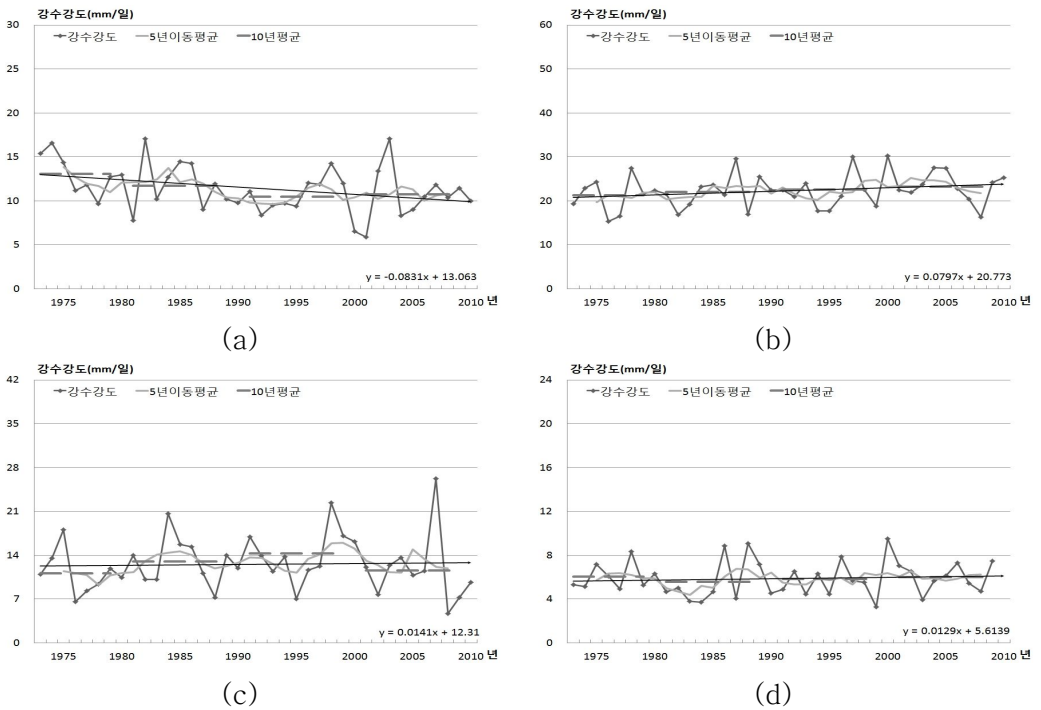 강수강도(mm/일)
강수강도 5년이동평균 10년평균
30
25
20
15
10
5
0
y = -0.0831x + 13.063
1975 1980 1985 1990 1995 2000 2005 2010 년
(a)
강수강도(mm/일)
강수강도 5년이동평균 10년평균
60
50
40
30
20
10
0
y = 0.0797x + 20.773
1975 1980 1985 1990 1995 2000 2005 2010 년
(b)
강수강도(mm/일)
강수강도 5년이동평균 10년평균
42
35
28
21
14
7
0
y = 0.0141x + 12.31
1975 1980 1985 1990 1995 2000 2005 2010 년
(c)
강수강도(mm/일)
강수강도 5년이동평균 10년평균
24
20
16
12
8
4
0
y = 0.0129x + 5.6139
1975 1980 1985 1990 1995 2000 2005 2010 년
(d)